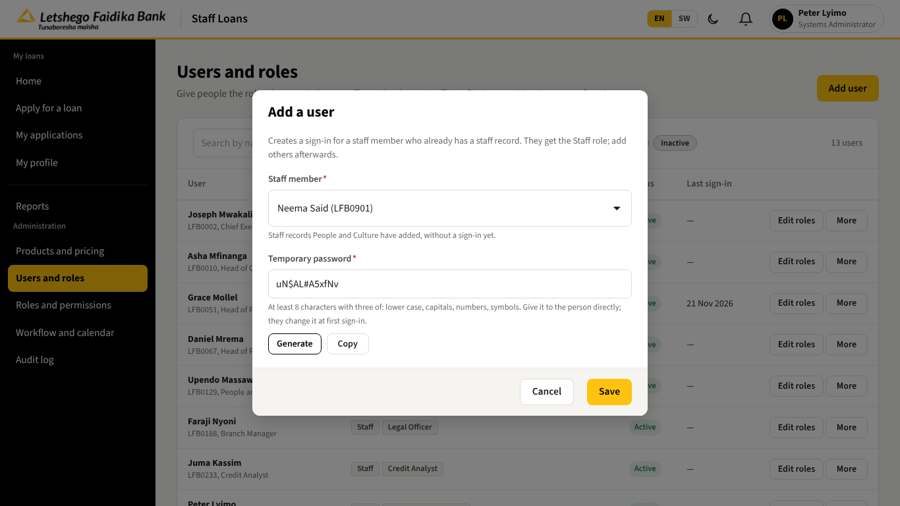 Letshego Faidika Bank
Tunaboresha maisha
Staff Loans
EN SW
PL
Peter Lyimo
Systems Administrator
My loans
Home
Apply for a loan
My applications
My profile
Reports
Administration
Products and pricing
Users and roles
Roles and permissions
Workflow and calendar
Audit log
Users and roles
Give people the
Add user
Search by
Inactive
13 users
User
Last sign-in
Joseph Mwakali
LFB0002, Chief Exe
—
Edit roles
More
Asha Mfinanga
LFB0010, Head of
—
Edit roles
More
Grace Mollel
LFB0051, Head of
21 Nov 2026
Edit roles
More
Daniel Mrema
LFB0067, Head of
—
Edit roles
More
Upendo Massaw
LFB0129, People a
—
Edit roles
More
Faraji Nyoni
LFB0188, Branch Manager
Staff
Legal Officer
Active
—
Edit roles
More
Juma Kassim
LFB0233, Credit Analyst
Staff
Credit Analyst
Active
—
Edit roles
More
Add a user
Creates a sign-in for a staff member who already has a staff record. They get the Staff role; add
others afterwards.
Staff member*
Neema Said (LFB0901)
Staff records People and Culture have added, without a sign-in yet.
Temporary password*
uN$AL#A5xfNv
At least 8 characters with three of: lower case, capitals, numbers, symbols. Give it to the person directly;
they change it at first sign-in.
Generate
Copy
Cancel
Save